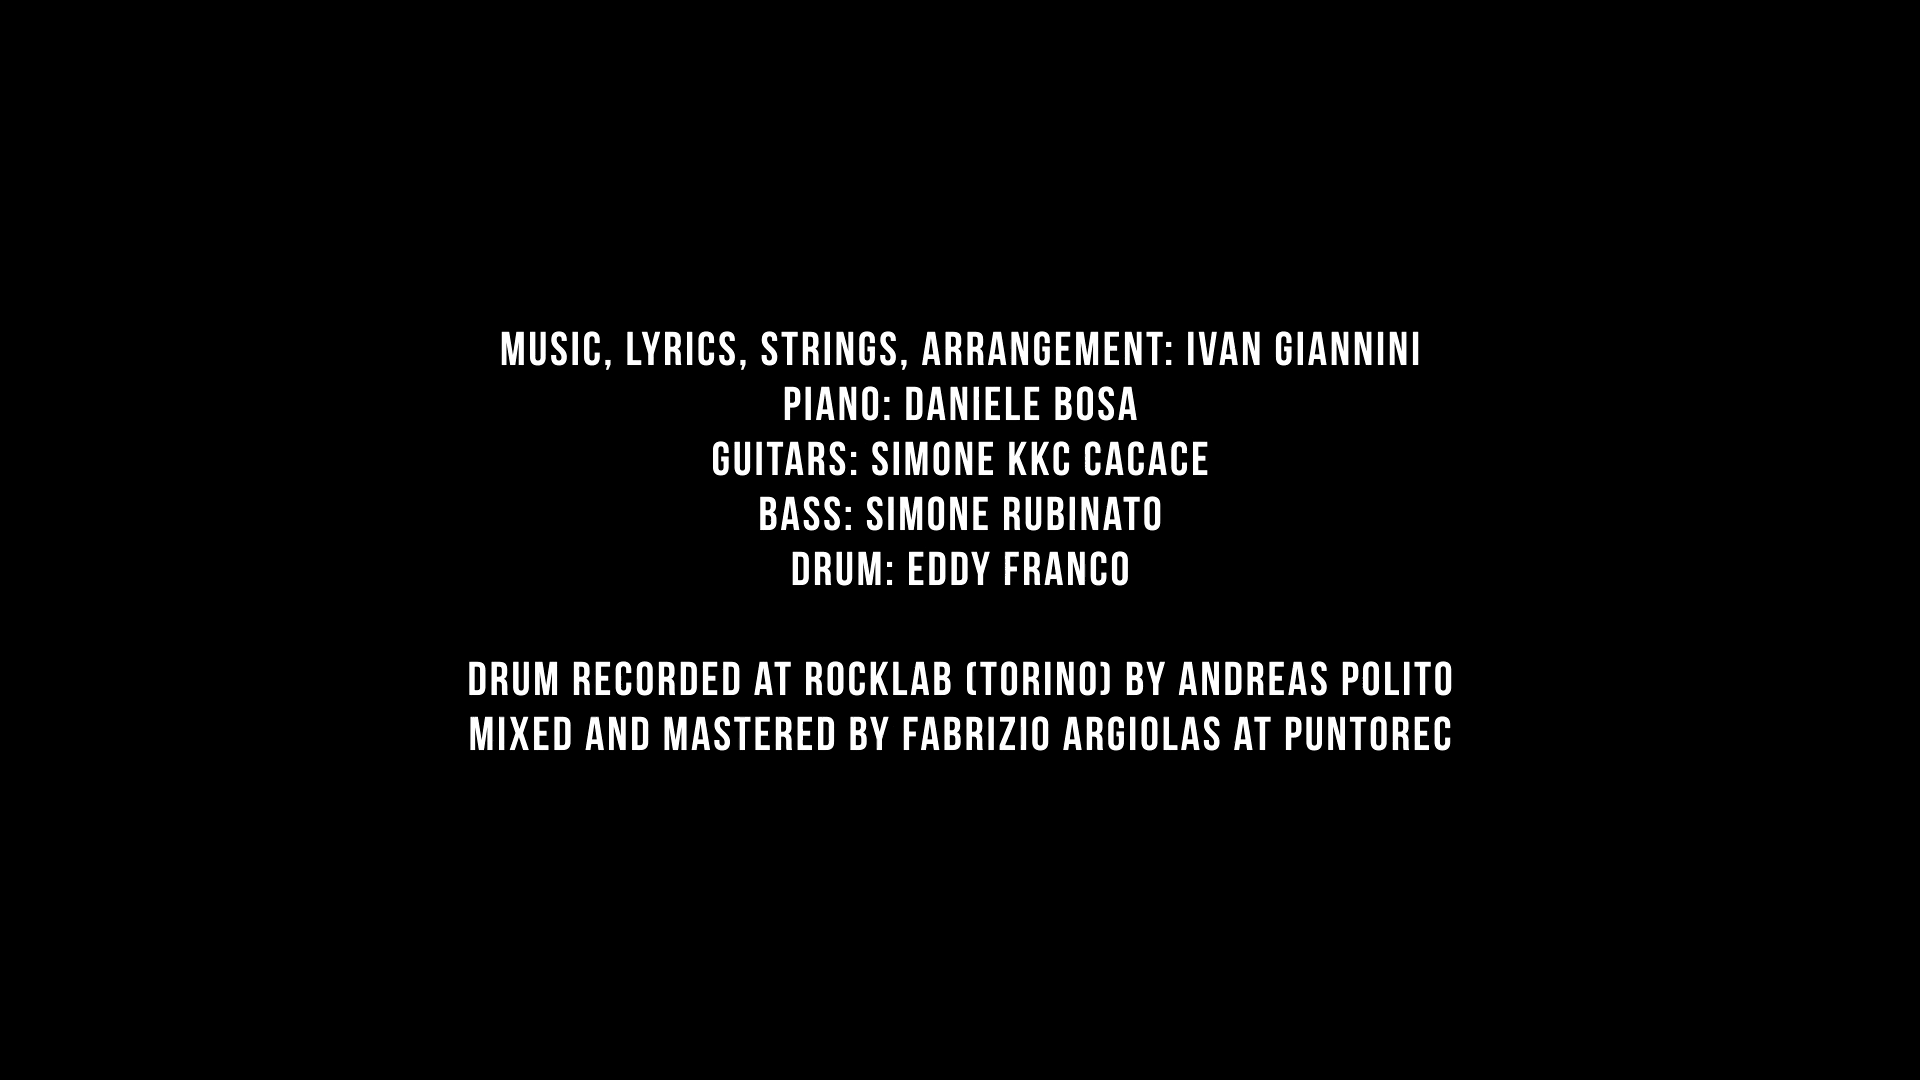 MUSIC, LYRICS, STRINGS, ARRANGEMENT: IVAN GIANNINI
PIANO: DANIELE BOSA
GUITARS: SIMONE KKC CACACE
BASS: SIMONE RUBINATO
DRUM: EDDY FRANCO
DRUM RECORDED AT ROCKLAB (TORINO) BY ANDREAS POLITO
MIXED AND MASTERED BY FABRIZIO ARGIOLAS AT PUNTOREC